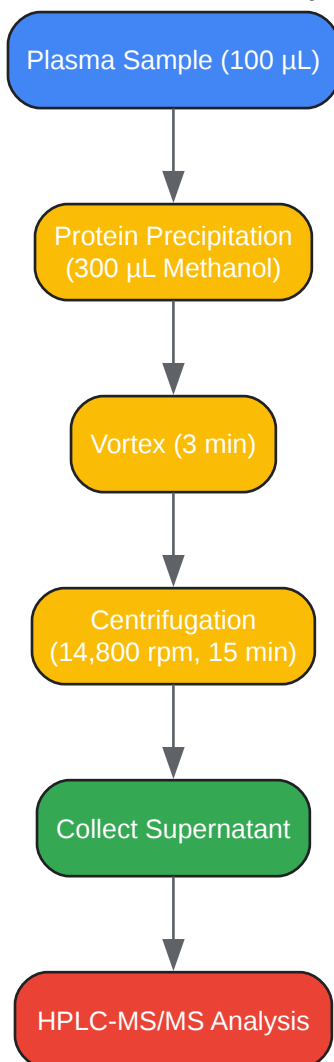 Plasma Sample (100 µL)
Protein Precipitation
(300 µL Methanol)
Vortex (3 min)
Centrifugation
(14,800 rpm, 15 min)
Collect Supernatant
HPLC-MS/MS Analysis